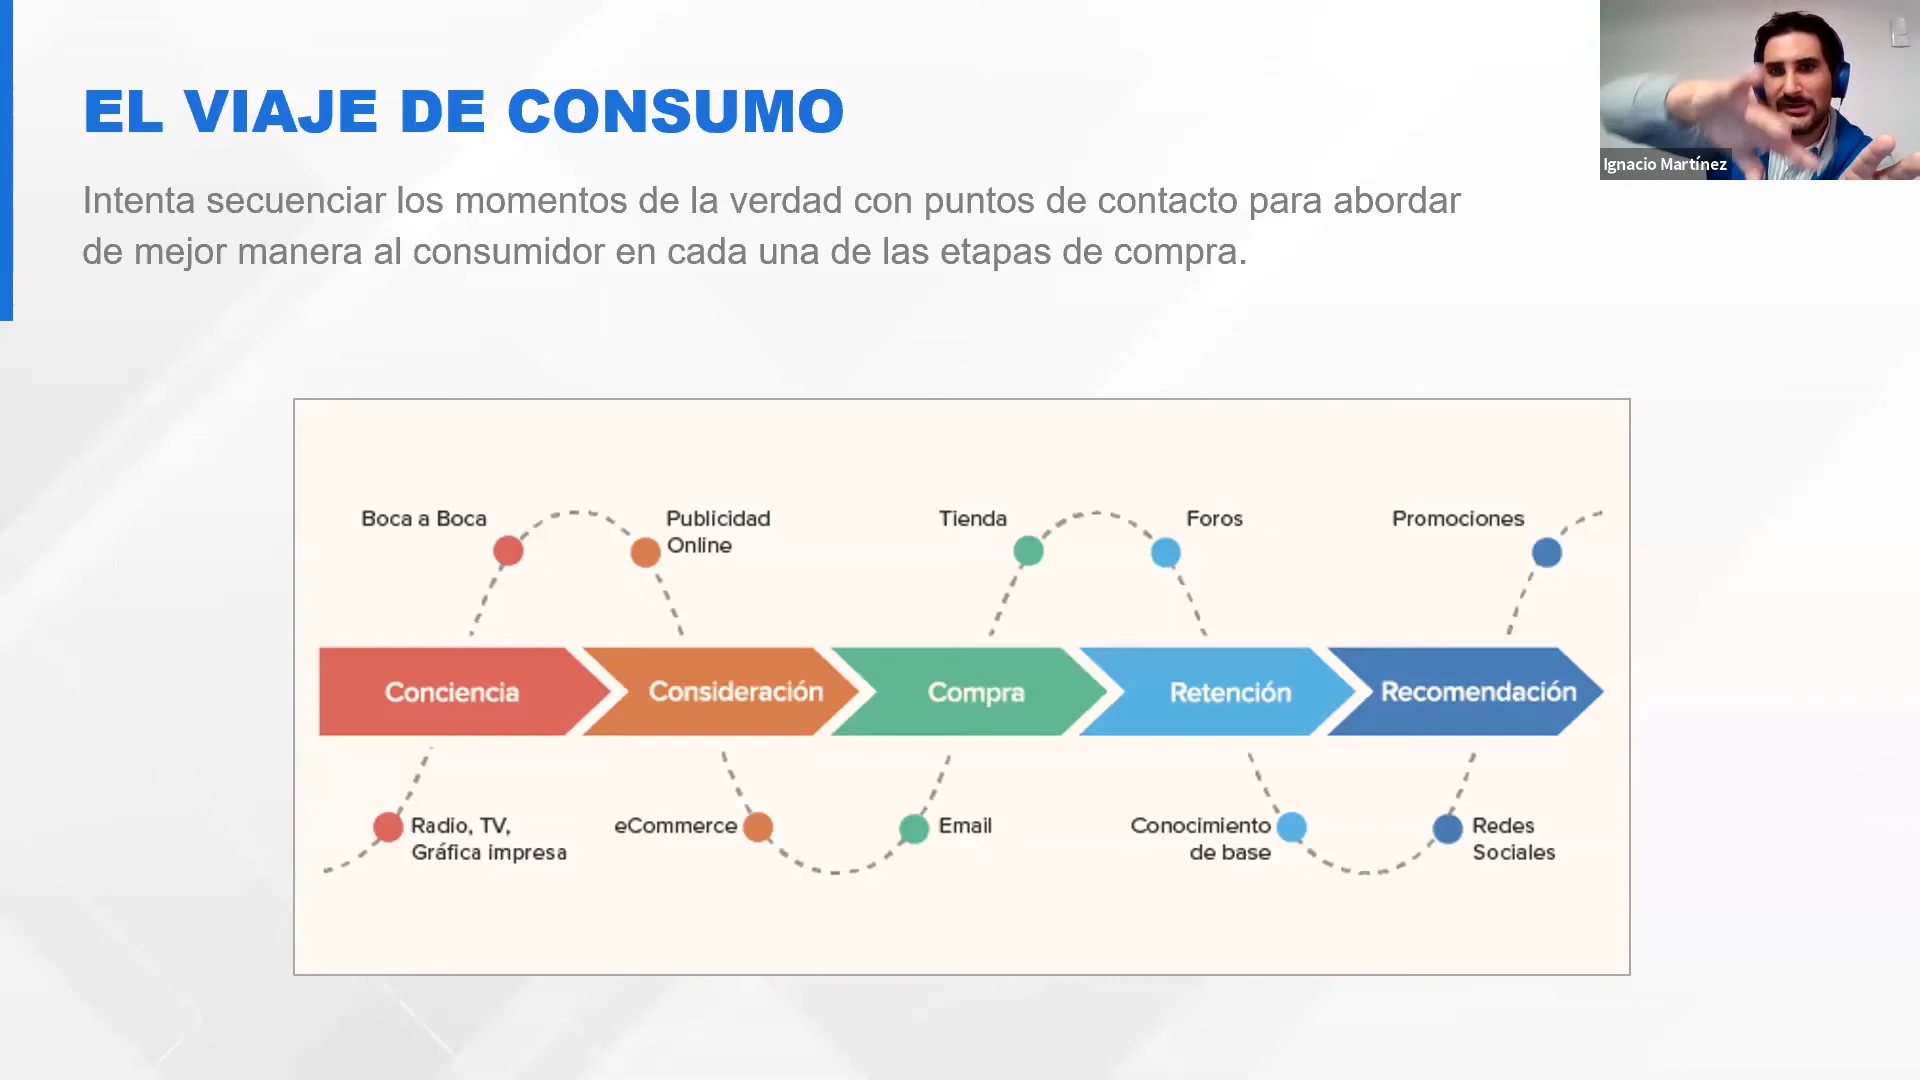 EL VIAJE DE CONSUMO
Intenta secuenciar los momentos de la verdad con puntos de contacto para abordar
de mejor manera al consumidor en cada una de las etapas de compra.
Ignacio Martínez
Boca a Boca
Publicidad
Online
Tienda
Foros
Promociones
Conciencia
Consideración
Compra
Retención
Recomendación
Radio, TV,
Gráfica impresa
eCommerce
Email
Conocimiento
de base
Redes
Sociales